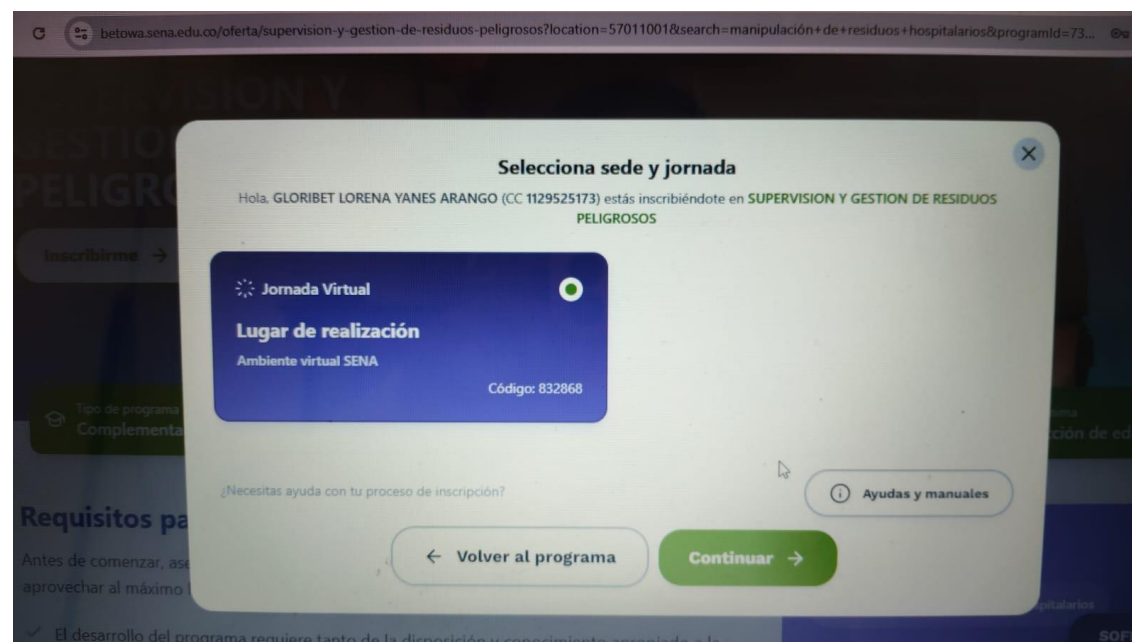 betowa.sena.edu.co/oferta/supervision-y-gestion-de-residuos-peligrosos?location=57011001&search=manipulación+de+residuos+hospitalarios&programId=73...
Selecciona sede y jornada
Hola, GLORIBET LORENA YANES ARANGO (CC 1129525173) estás inscribiéndote en SUPERVISION Y GESTION DE RESIDUOS
PELIGROSOS
Inscribirme
Jornada Virtual
Lugar de realización
Ambiente virtual SENA
Código: 832868
Tipo de programa
Complementa
¿Necesitas ayuda con tu proceso de inscripción?
Ayudas y manuales
Requisitos pa
Volver al programa
Continuar
Antes de comenzar, ase
aprovechar al máximo
El desarrollo del programa requiere tanto de la disposición y conocimiento